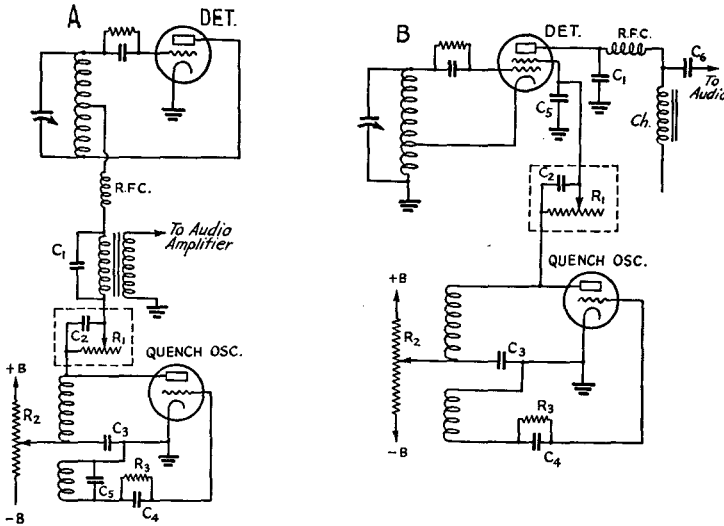 A
DET.
R.F.C.
To Audio
Amplifier
C1
C2
R1
QUENCH OSC.
+B
R2
C3
R3
C5
C4
-B
B
DET.
R.F.C.
C6
To
Audio
C1
C5
Ch.
C2
R1
QUENCH OSC.
+B
R2
C3
R3
C4
-B